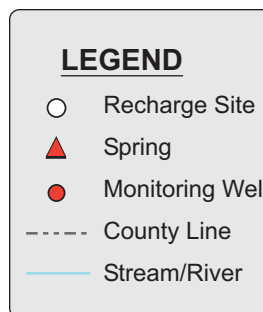 LEGEND
Recharge Site
Spring
Monitoring Wel
County Line
Stream/River